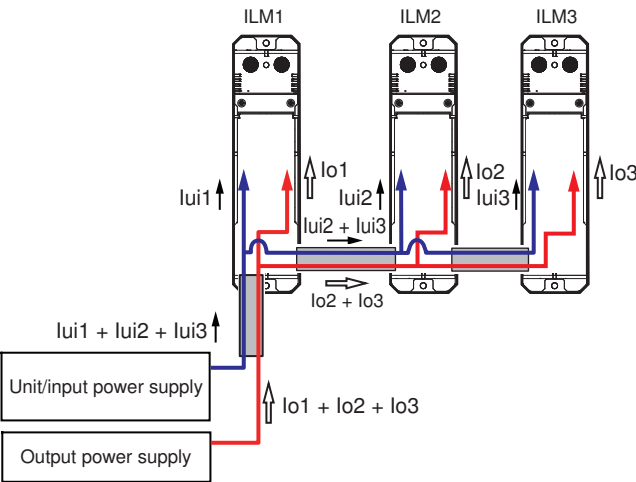 ILM1
ILM2
ILM3
Io1
Io2
Io3
Iui1
Iui2
Iui3
Iui2 + Iui3
Io2 + Io3
Iui1 + Iui2 + Iui3
Unit/input power supply
Io1 + Io2 + Io3
Output power supply